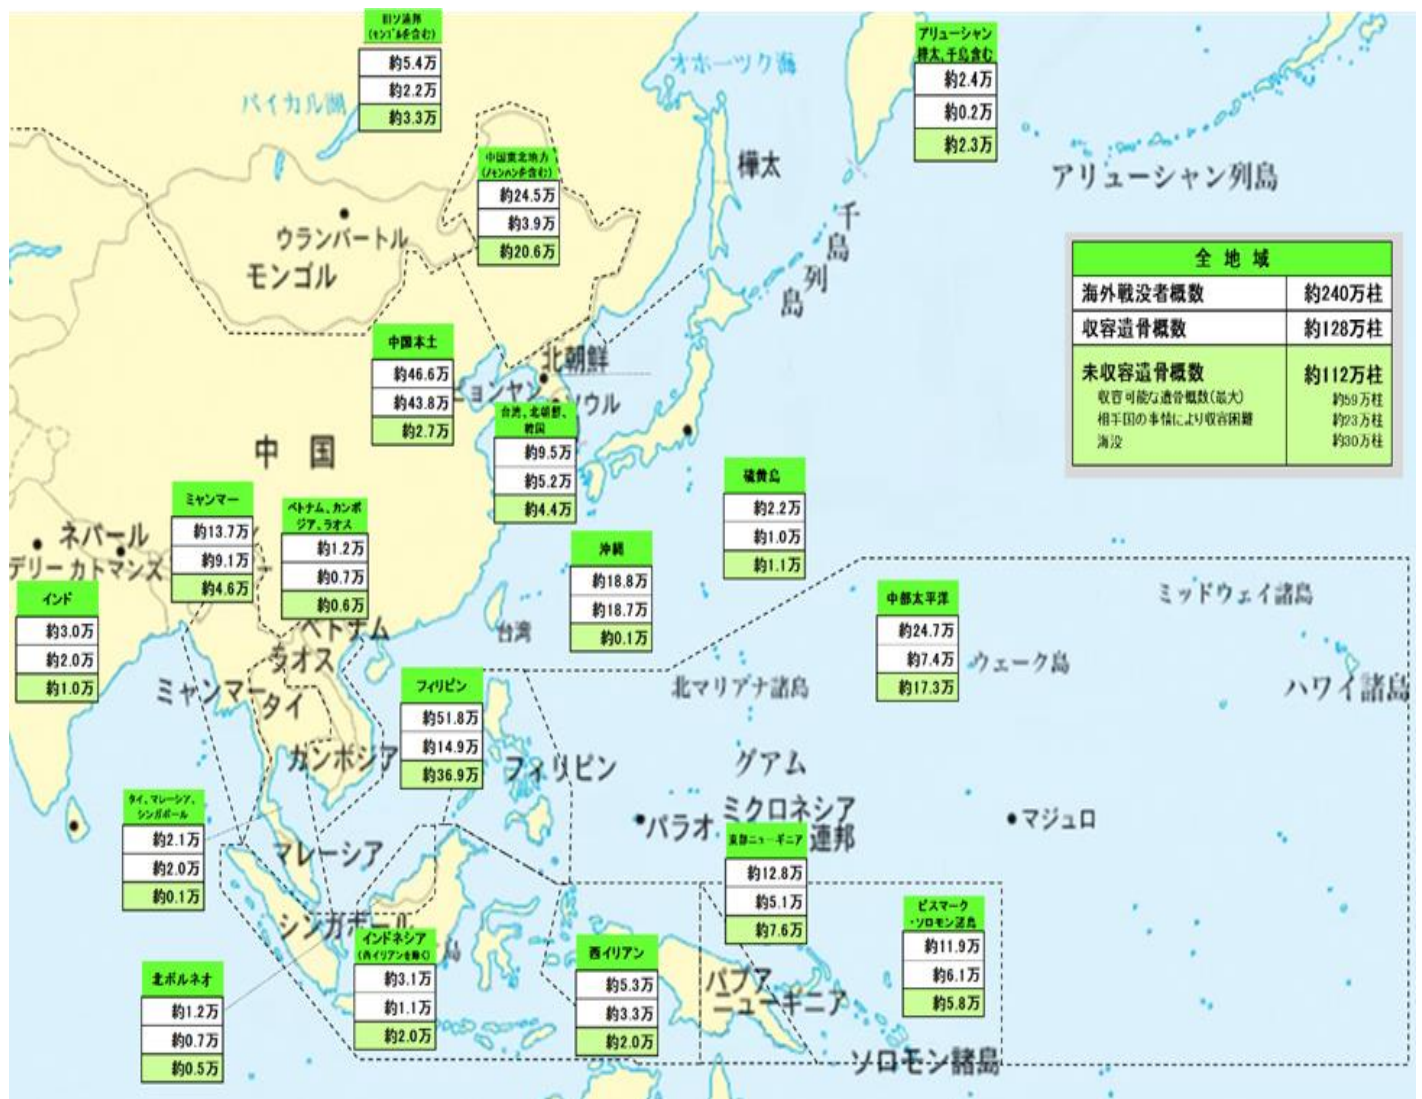 旧ソ連邦
(モンゴルを含む)
約5.4万
約2.2万
約3.3万
アリューシャン
樺太、千島含む
約2.4万
約0.2万
約2.3万
オホーツク海
バイカル湖
中国東北地方
(ノモンハンを含む)
約24.5万
約3.9万
約20.6万
樺太
アリューシャン列島
千島列島
ウランバートル
モンゴル
全地域
海外戦没者概数 約240万柱
収容遺骨概数 約128万柱
未収容遺骨概数 約112万柱
収容可能な遺骨概数(最大) 約59万柱
相手国の事情により収容困難 約23万柱
海没 約30万柱
中国本土
約46.6万
約43.8万
約2.7万
北朝鮮
ピョンヤン
ソウル
台湾、北朝鮮、
韓国
約9.5万
約5.2万
約4.4万
中国
硫黄島
約2.2万
約1.0万
約1.1万
ミャンマー
約13.7万
約9.1万
約4.6万
ベトナム、カンボ
ジア、ラオス
約1.2万
約0.7万
約0.6万
ネパール
デリー
カトマンズ
沖縄
約18.8万
約18.7万
約0.1万
インド
約3.0万
約2.0万
約1.0万
中部太平洋
約24.7万
約7.4万
約17.3万
ミッドウェイ諸島
台湾
ベトナム
ラオス
ウェーク島
ハワイ諸島
北マリアナ諸島
ミャンマー
タイ
フィリピン
約51.8万
約14.9万
約36.9万
カンボジア
フィリピン
グアム
タイ、マレーシア、
シンガポール
約2.1万
約2.0万
約0.1万
パラオ
ミクロネシア
連邦
マジュロ
マレーシア
東部ニューギニア
約12.8万
約5.1万
約7.6万
ビスマーク
・ソロモン諸島
約11.9万
約6.1万
約5.8万
シンガポール
島
インドネシア
(西イリアンを除く)
約3.1万
約1.1万
約2.0万
西イリアン
約5.3万
約3.3万
約2.0万
北ボルネオ
約1.2万
約0.7万
約0.5万
パプア
ニューギニア
ソロモン諸島